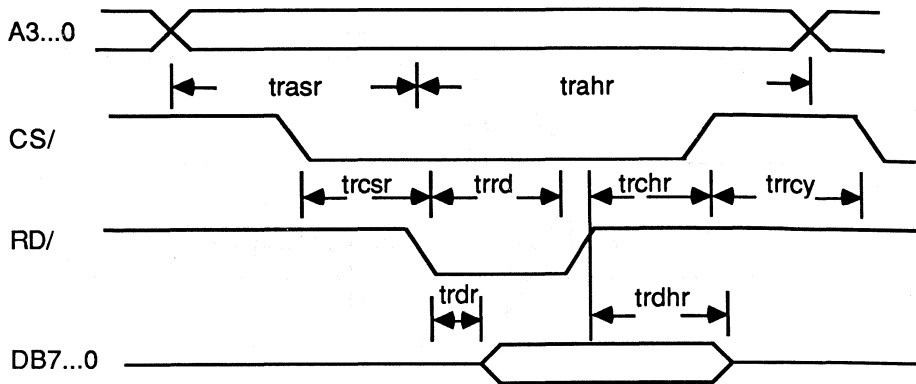 A3...0
trasr trahr
CS/
trcsr trrd trchr trrcy
RD/
trdr trdhr
DB7...0